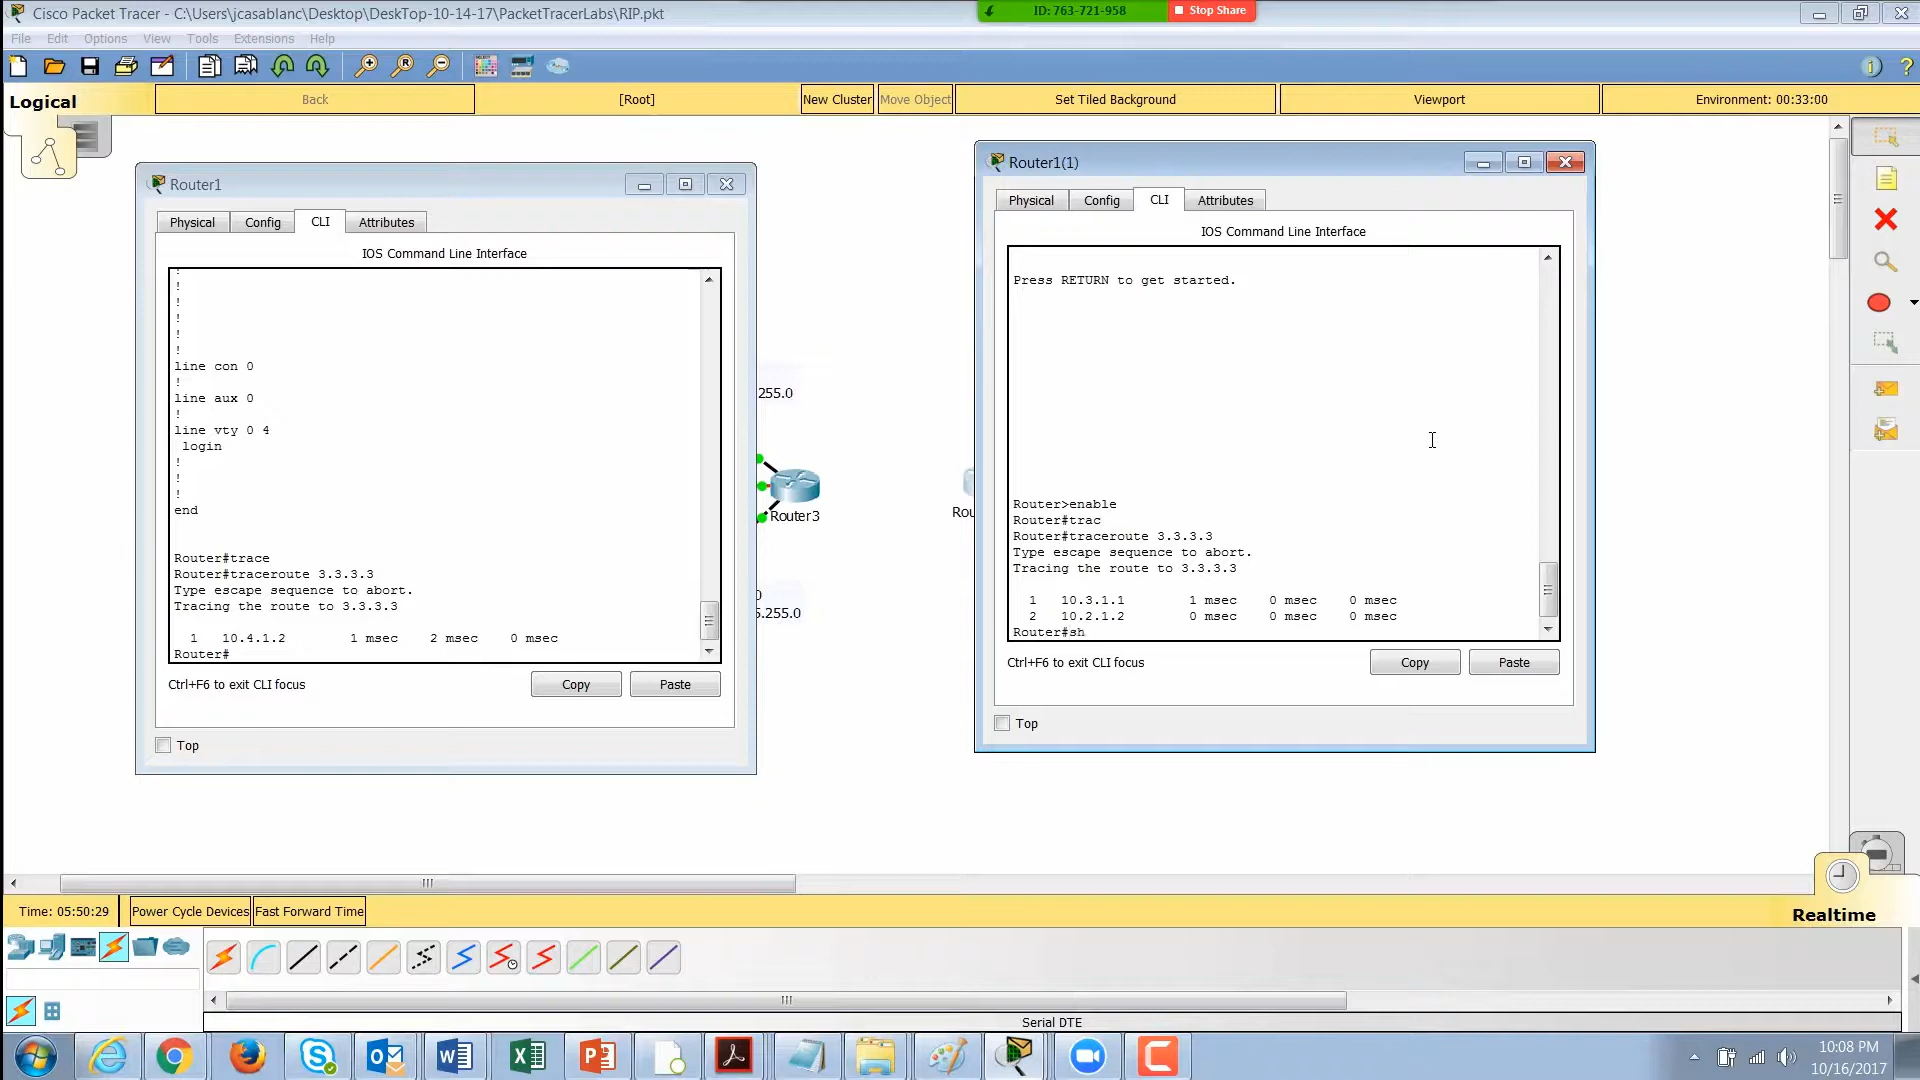 Cisco Packet Tracer - C:\Users\jcasablanc\Desktop\DeskTop-10-14-17\PacketTracerLabs\RIP.pkt
ID: 763-721-958
Stop Share
File Edit Options View Tools Extensions Help
Logical
Back
[Root]
New Cluster
Move Object
Set Tiled Background
Viewport
Environment: 00:33:00
Router1
Physical Config CLI Attributes
IOS Command Line Interface
!
!
!
!
!
!
line con 0
!
line aux 0
!
line vty 0 4
login
!
!
!
end
Router#trace
Router#traceroute 3.3.3.3
Type escape sequence to abort.
Tracing the route to 3.3.3.3
1 10.4.1.2 1 msec 2 msec 0 msec
Router#
Ctrl+F6 to exit CLI focus
Copy
Paste
Top
255.0
Router3
0
5.255.0
Rou
Router1(1)
Physical Config CLI Attributes
IOS Command Line Interface
Press RETURN to get started.
Router>enable
Router#trac
Router#traceroute 3.3.3.3
Type escape sequence to abort.
Tracing the route to 3.3.3.3
1 10.3.1.1 1 msec 0 msec 0 msec
2 10.2.1.2 0 msec 0 msec 0 msec
Router#sh
Ctrl+F6 to exit CLI focus
Copy
Paste
Top
Time: 05:50:29
Power Cycle Devices
Fast Forward Time
Realtime
Serial DTE
10:08 PM
10/16/2017